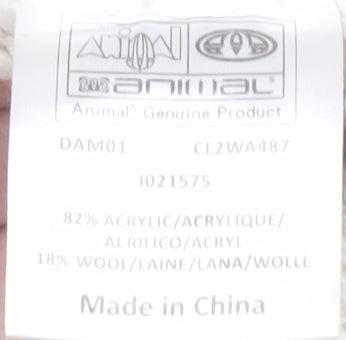 ANIMAL
animal®
Animal® Genuine Product
DAM01 CL2WA487
I021575
82% ACRYLIC/ACRYLIQUE/
ACRILICO/ACRYL
18% WOOL/LAINE/LANA/WOLLE
Made in China